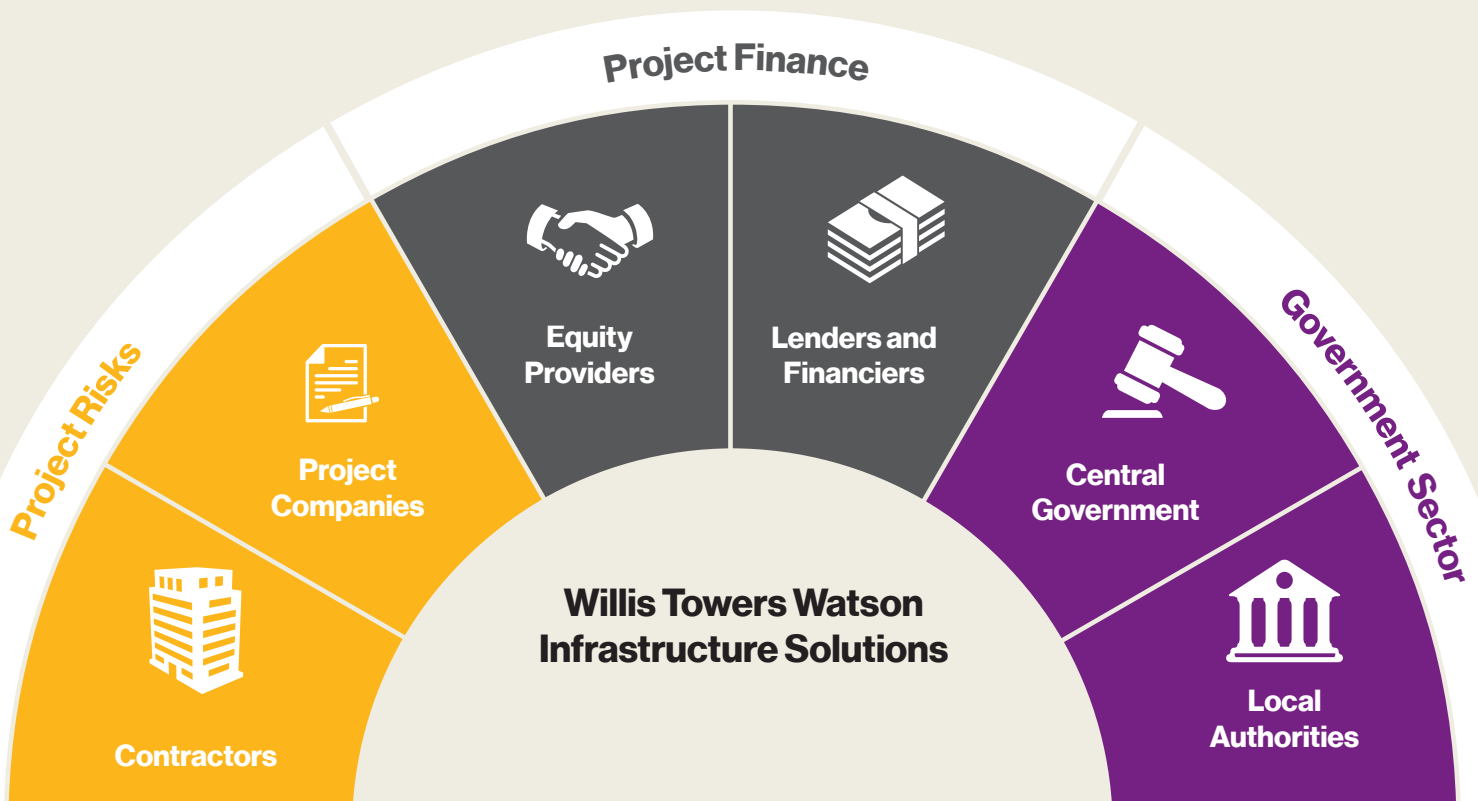 Project Finance
Project Risks
Government Sector
Equity
Providers
Lenders and
Financiers
Project
Companies
Central
Government
Contractors
Local
Authorities
Willis Towers Watson
Infrastructure Solutions